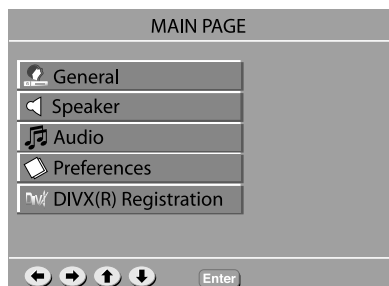 MAIN PAGE
General
Speaker
Audio
Preferences
DIVX(R) Registration
Enter